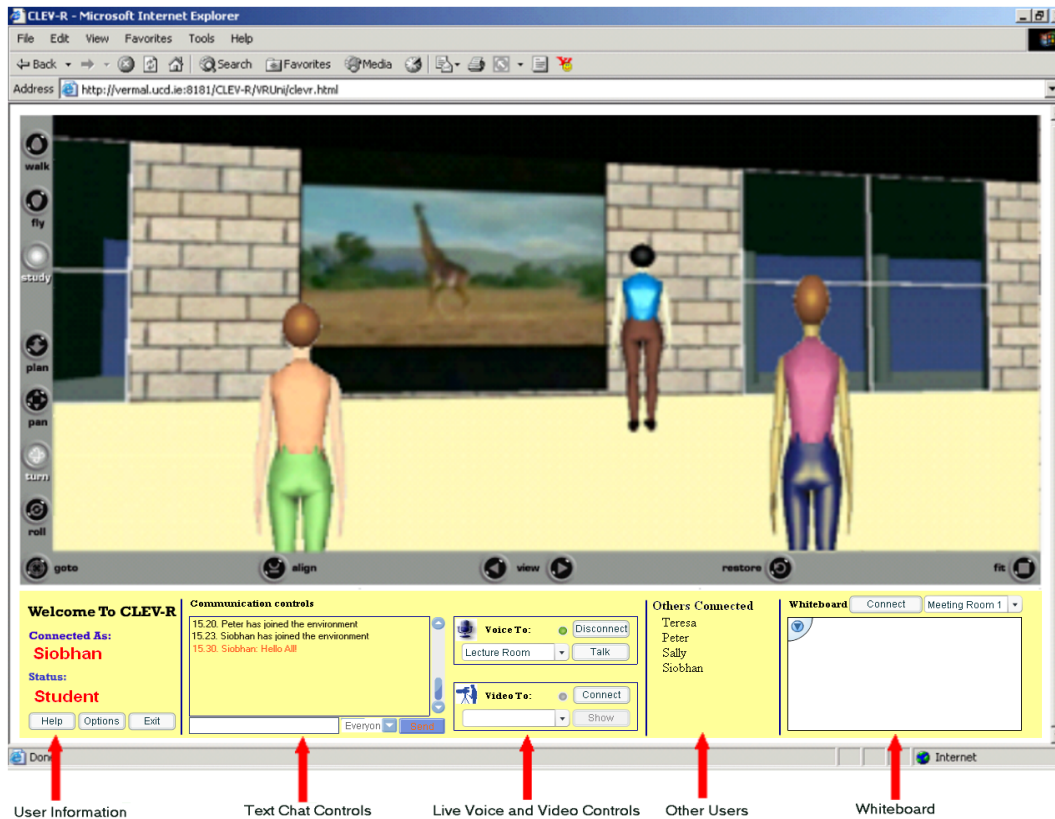 CLEV-R - Microsoft Internet Explorer
File Edit View Favorites Tools Help
Back Search Favorites Media
Address http://vermal.ucd.ie:8181/CLEV-R/VRUni/clevr.html
walk
fly
study
plan
pan
turn
roll
goto align view restore fit
Welcome To CLEV-R
Connected As:
Siobhan
Status:
Student
Help Options Exit
Communication controls
15.20. Peter has joined the environment
15.23. Siobhan has joined the environment
15.30. Siobhan: Hello All!
Everyon
Voice To: Disconnect
Lecture Room Talk
Video To: Connect
Show
Others Connected
Teresa
Peter
Sally
Siobhan
Whiteboard Connect Meeting Room 1
Internet
User Information Text Chat Controls Live Voice and Video Controls Other Users Whiteboard